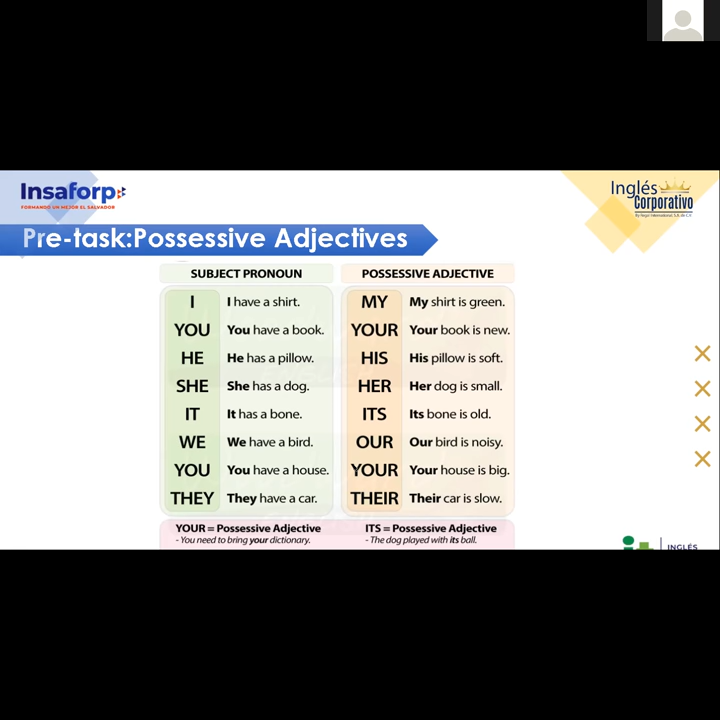 Insaforp
FORMANDO UN MEJOR EL SALVADOR
Inglés
Corporativo
Pre-task:Possessive Adjectives
SUBJECT PRONOUN POSSESSIVE ADJECTIVE
I I have a shirt. MY My shirt is green.
YOU You have a book. YOUR Your book is new.
HE He has a pillow. HIS His pillow is soft.
SHE She has a dog. HER Her dog is small.
IT It has a bone. ITS Its bone is old.
WE We have a bird. OUR Our bird is noisy.
YOU You have a house. YOUR Your house is big.
THEY They have a car. THEIR Their car is slow.
YOUR = Possessive Adjective ITS = Possessive Adjective
- You need to bring your dictionary. - The dog played with its ball.
INGLÉS